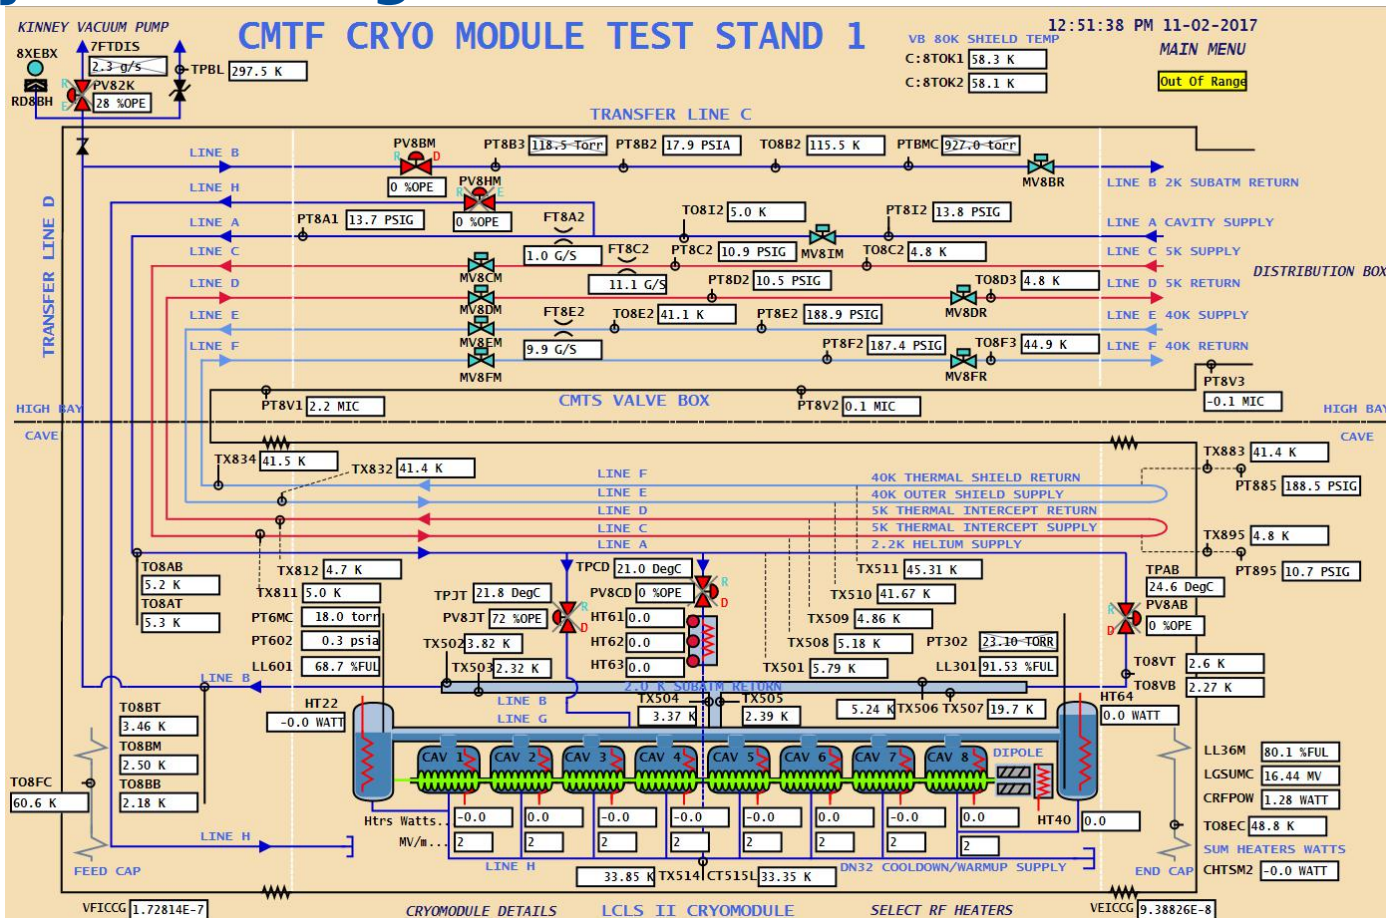 KINNEY VACUUM PUMP
CMTF CRYO MODULE TEST STAND 1
12:51:38 PM 11-02-2017
VB 80K SHIELD TEMP
MAIN MENU
8XEBX
7FTDIS
2.3 g/s
TPBL 297.5 K
C:8TOK1 58.3 K
C:8TOK2 58.1 K
Out Of Range
RD8BH
R
E
PV82K
28 %OPE
TRANSFER LINE C
TRANSFER LINE D
LINE B
PV8BM
R D
0 %OPE
PT8B3 118.5 Torr
PT8B2 17.9 PSIA
TO8B2 115.5 K
PTBMC 927.0 torr
MV8BR
LINE B 2K SUBATM RETURN
LINE H
PV8HM
R E
0 %OPE
LINE A
PT8A1 13.7 PSIG
FT8A2
1.0 G/S
TO8I2 5.0 K
MV8IM
PT8I2 13.8 PSIG
LINE A CAVITY SUPPLY
LINE C
MV8CM
FT8C2
11.1 G/S
PT8C2 10.9 PSIG
TO8C2 4.8 K
LINE C 5K SUPPLY
DISTRIBUTION BOX
LINE D
MV8DM
PT8D2 10.5 PSIG
MV8DR
TO8D3 4.8 K
LINE D 5K RETURN
LINE E
MV8EM
FT8E2
9.9 G/S
TO8E2 41.1 K
PT8E2 188.9 PSIG
LINE E 40K SUPPLY
LINE F
MV8FM
PT8F2 187.4 PSIG
MV8FR
TO8F3 44.9 K
LINE F 40K RETURN
PT8V1 2.2 MIC
CMTS VALVE BOX
PT8V2 0.1 MIC
PT8V3
-0.1 MIC
HIGH BAY
HIGH BAY
CAVE
CAVE
TX834 41.5 K
TX832 41.4 K
TX883 41.4 K
PT885 188.5 PSIG
LINE F
40K THERMAL SHIELD RETURN
LINE E
40K OUTER SHIELD SUPPLY
LINE D
5K THERMAL INTERCEPT RETURN
LINE C
5K THERMAL INTERCEPT SUPPLY
LINE A
2.2K HELIUM SUPPLY
TX895 4.8 K
PT895 10.7 PSIG
TO8AB
5.2 K
TO8AT
5.3 K
TX812 4.7 K
TX811 5.0 K
PT6MC 18.0 torr
PT602 0.3 psia
LL601 68.7 %FUL
TPJT 21.8 DegC
PV8JT 72 %OPE
R
D
TX502 3.82 K
TX503 2.32 K
TPCD 21.0 DegC
PV8CD 0 %OPE
R
D
HT61 0.0
HT62 0.0
HT63 0.0
TX511 45.31 K
TX510 41.67 K
TX509 4.86 K
TX508 5.18 K
TX501 5.79 K
PT302 23.10 TORR
LL301 91.53 %FUL
TPAB
24.6 DegC
PV8AB
R
D
0 %OPE
TO8VT 2.6 K
TO8VB 2.27 K
LINE B
2.0 K SUBATM RETURN
HT22
-0.0 WATT
LINE B
LINE G
TX504
3.37 K
TX505
2.39 K
5.24 K TX506
TX507 19.7 K
HT64
0.0 WATT
TO8BT
3.46 K
TO8BM
2.50 K
TO8BB
2.18 K
TO8FC
60.6 K
CAV 1
CAV 2
CAV 3
CAV 4
CAV 5
CAV 6
CAV 7
CAV 8
DIPOLE
LL36M 80.1 %FUL
LGSUMC 16.44 MV
CRFPOW 1.28 WATT
TO8EC 48.8 K
SUM HEATERS WATTS
CHTSM2 -0.0 WATT
Htrs Watts.. -0.0 0.0 -0.0 -0.0 -0.0 0.0 -0.0 0.0
HT40 0.0
MV/m... 2 2 2 2 2 2 2 2
LINE H
FEED CAP
LINE H
33.85 K TX514
CT515L 33.35 K
DN32 COOLDOWN/WARMUP SUPPLY
END CAP
VFICCG 1.72814E-7
CRYOMODULE DETAILS
LCLS II CRYOMODULE
SELECT RF HEATERS
VEICCG 9.38826E-8